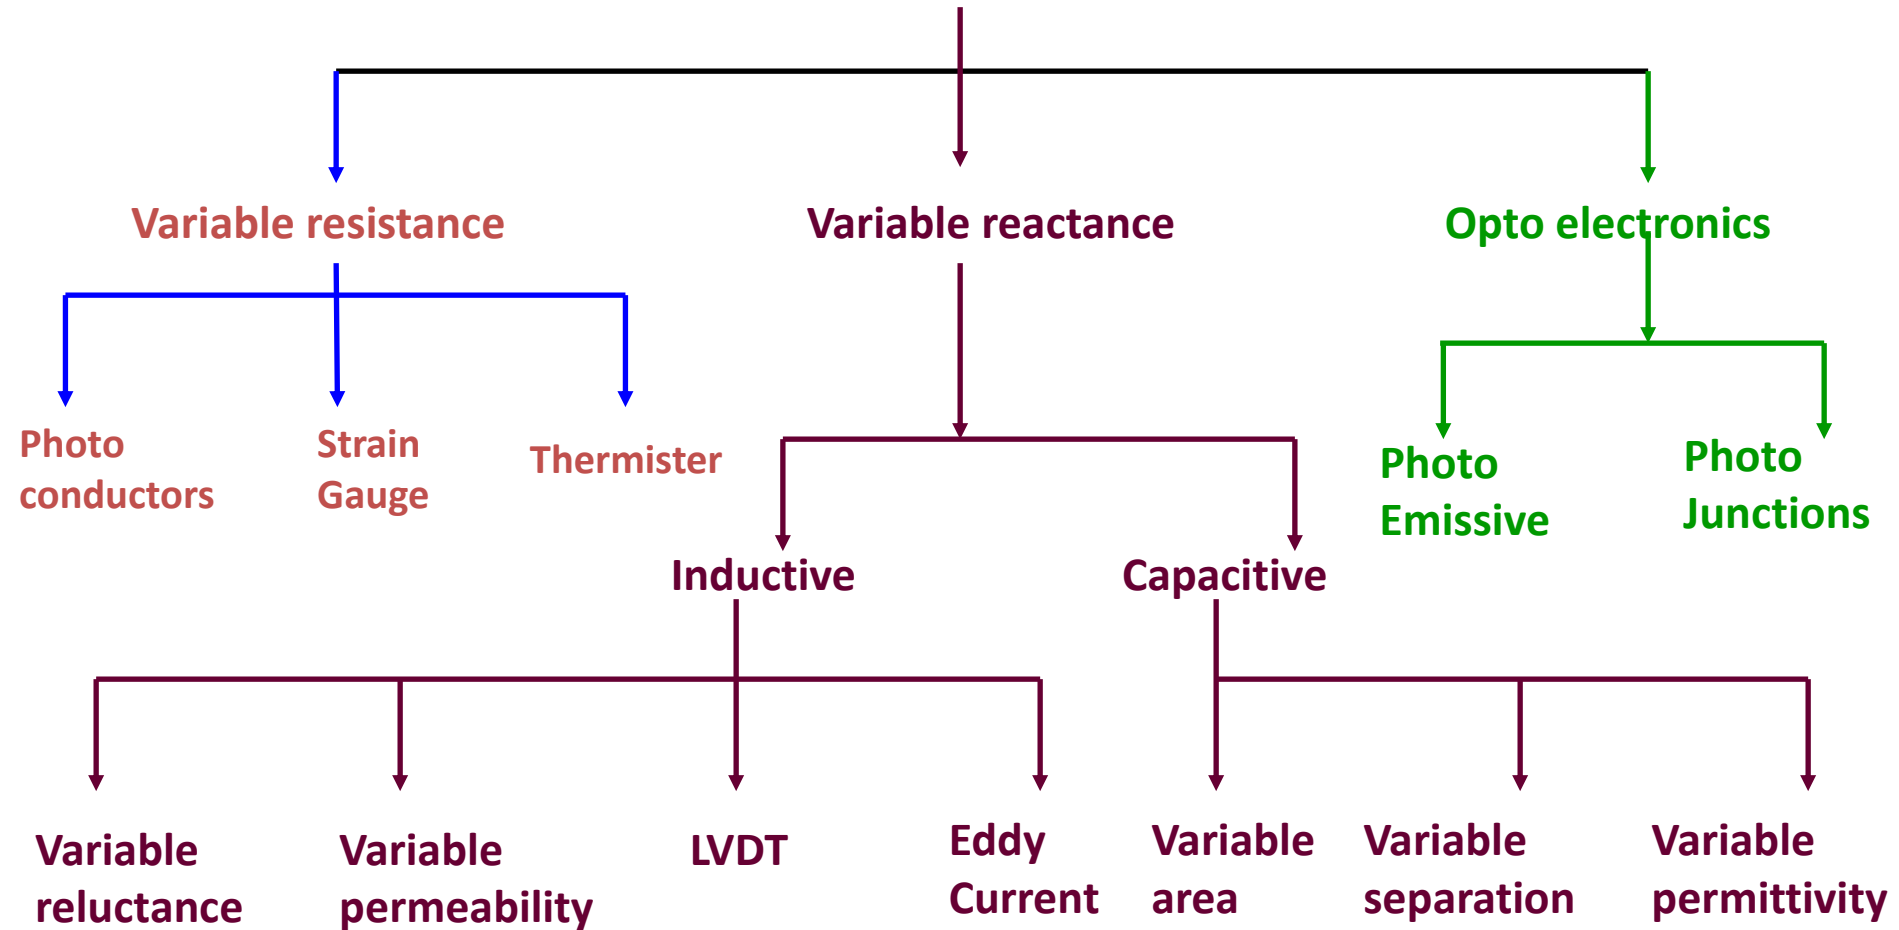 Variable resistance
Variable reactance
Opto electronics
Photo
conductors
Strain
Gauge
Thermister
Photo
Emissive
Photo
Junctions
Inductive
Capacitive
Variable
reluctance
Variable
permeability
LVDT
Eddy
Current
Variable
area
Variable
separation
Variable
permittivity